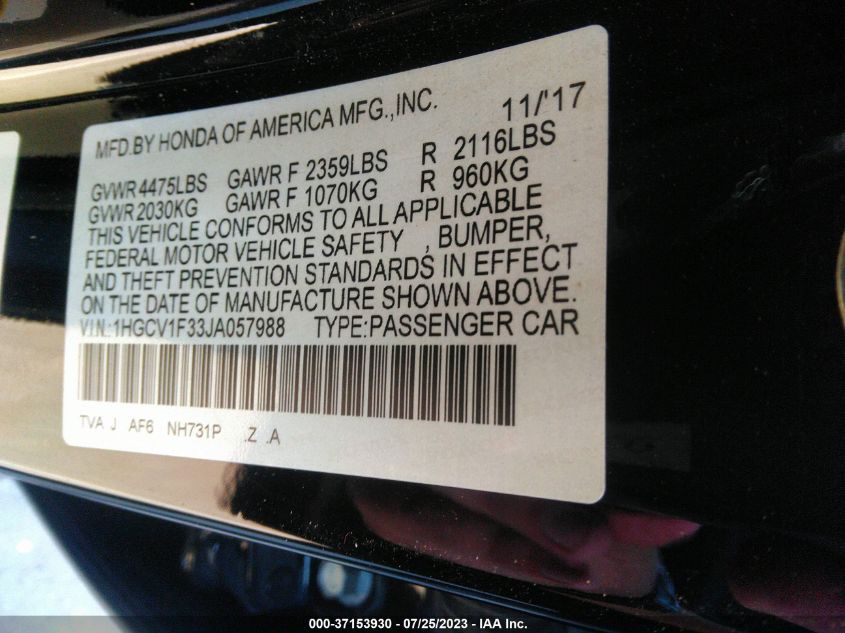 MFD.BY HONDA OF AMERICA MFG.,INC. 11/'17
GVWR 4475LBS GAWR F 2359LBS R 2116LBS
GVWR 2030KG GAWR F 1070KG R 960KG
THIS VEHICLE CONFORMS TO ALL APPLICABLE
FEDERAL MOTOR VEHICLE SAFETY , BUMPER,
AND THEFT PREVENTION STANDARDS IN EFFECT
ON THE DATE OF MANUFACTURE SHOWN ABOVE.
V.I.N.:1HGCV1F33JA057988 TYPE:PASSENGER CAR
TVA J AF6 NH731P .Z .A
000-37153930 - 07/25/2023 - IAA Inc.